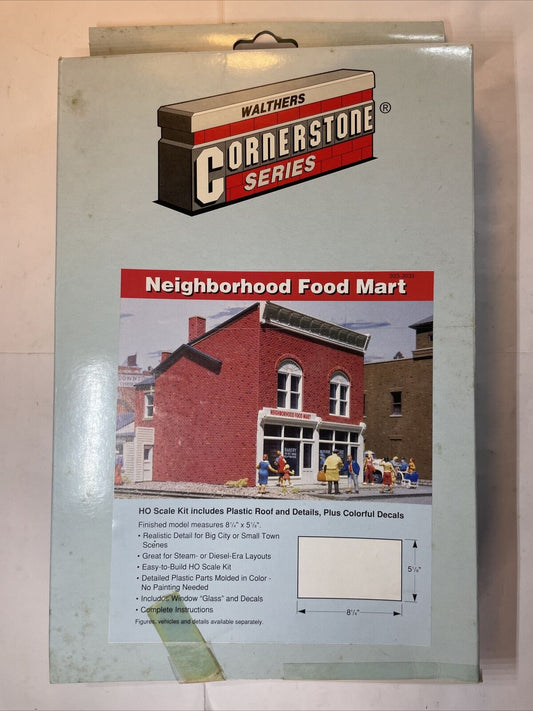 WALTHERS
CORNERSTONE®
SERIES
Neighborhood Food Mart
NEIGHBORHOOD FOOD MART
HO Scale Kit includes Plastic Roof and Details, Plus Colorful Decals
Finished model measures 8¼" x 5⅛".
• Realistic Detail for Big City or Small Town
Scenes
• Great for Steam- or Diesel-Era Layouts
• Easy-to-Build HO Scale Kit
• Detailed Plastic Parts Molded in Color -
No Painting Needed
• Includes Window "Glass" and Decals
• Complete Instructions
Figures, vehicles and details available separately.
5⅛"
8¼"